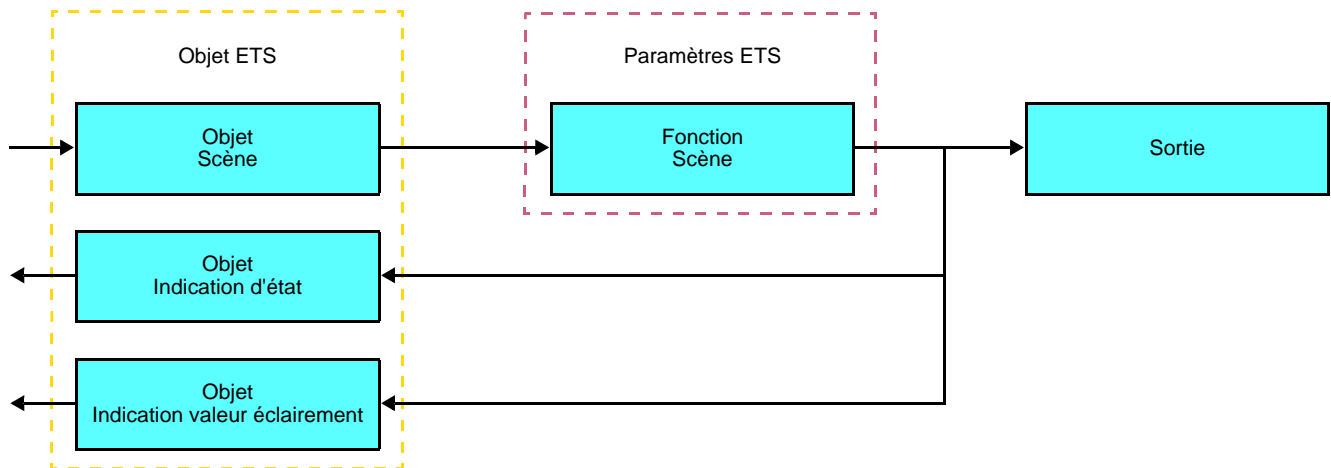 Objet ETS
Paramètres ETS
Objet
Scène
Fonction
Scène
Sortie
Objet
Indication d'état
Objet
Indication valeur éclairement